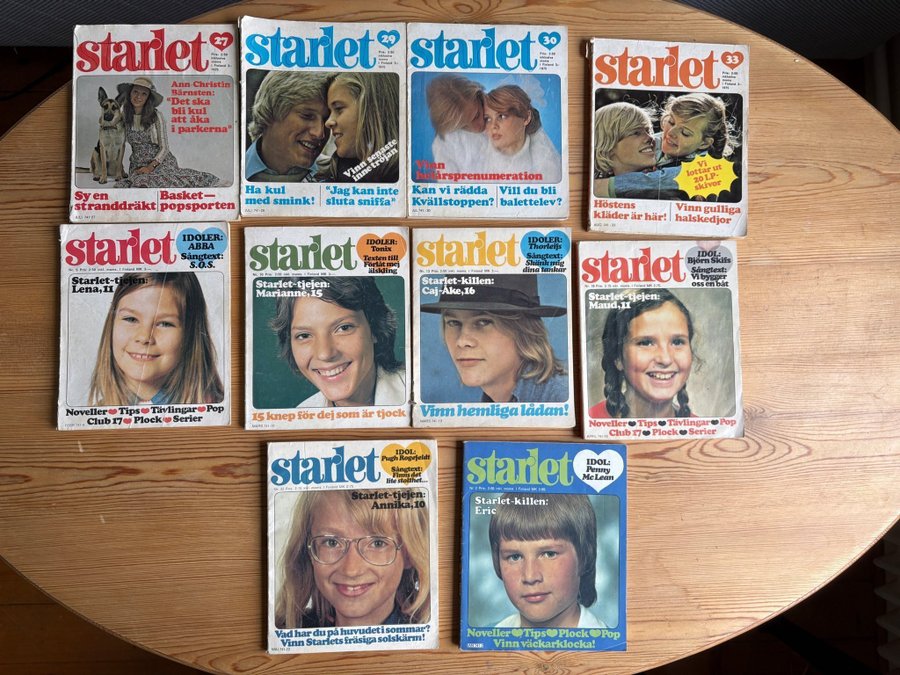 starlet
27
Ann-Christin
Bärnsten:
"Det ska
bli kul
att åka
i parkerna"
Sy en
stranddräkt
Basket-
popsporten
starlet
29
Vinn senaste
innetröjan
Ha kul
med smink!
"Jag kan inte
sluta sniffa"
starlet
30
Vinn
helårsprenumeration
Kan vi rädda
Kvällstoppen?
Vill du bli
balettelev?
starlet
33
Vi
lottar ut
20 LP-
skivor
Höstens
kläder är här!
Vinn gulliga
halskedjor
starlet
IDOLER:
ABBA
Sångtext:
S.O.S.
Starlet-tjejen:
Lena, 11
Noveller Tips Tävlingar Pop
Club 17 Plock Serier
starlet
IDOLER:
Tonix
Texten till
Förlåt mej
älskling
Starlet-tjejen:
Marianne, 15
15 knep för dej som är tjock
starlet
IDOLER:
Thorleifs
Sångtext:
Skänk mig
dina tankar
Starlet-killen:
Caj-Åke, 16
Vinn hemliga lådan!
starlet
IDOL:
Björn Skifs
Sångtext:
Vi bygger
oss en båt
Starlet-tjejen:
Maud, 11
Noveller Tips Tävlingar Pop
Club 17 Plock Serier
starlet
IDOL:
Pugh Rogefeldt
Sångtext:
Finns det
lite stolthet...
Starlet-tjejen:
Annika, 10
Vad har du på huvudet i sommar?
Vinn Starlets fräsiga solskärm!
starlet
IDOL:
Penny
Mc Lean
Starlet-killen:
Eric
Noveller Tips Plock Pop
Vinn väckarklocka!